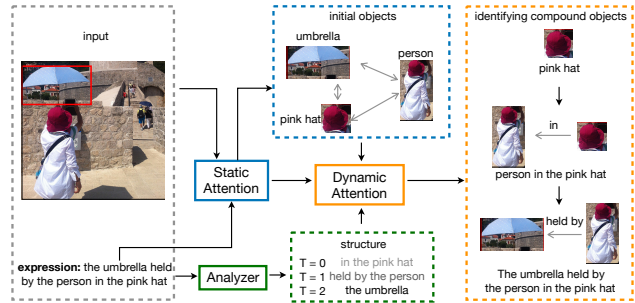 input
initial objects
identifying compound objects
umbrella
person
pink hat
pink hat
in
person in the pink hat
held by
The umbrella held
by the person in the pink hat
Static
Attention
Dynamic
Attention
expression: the umbrella held
by the person in the pink hat
Analyzer
structure
T = 0 in the pink hat
T = 1 held by the person
T = 2 the umbrella